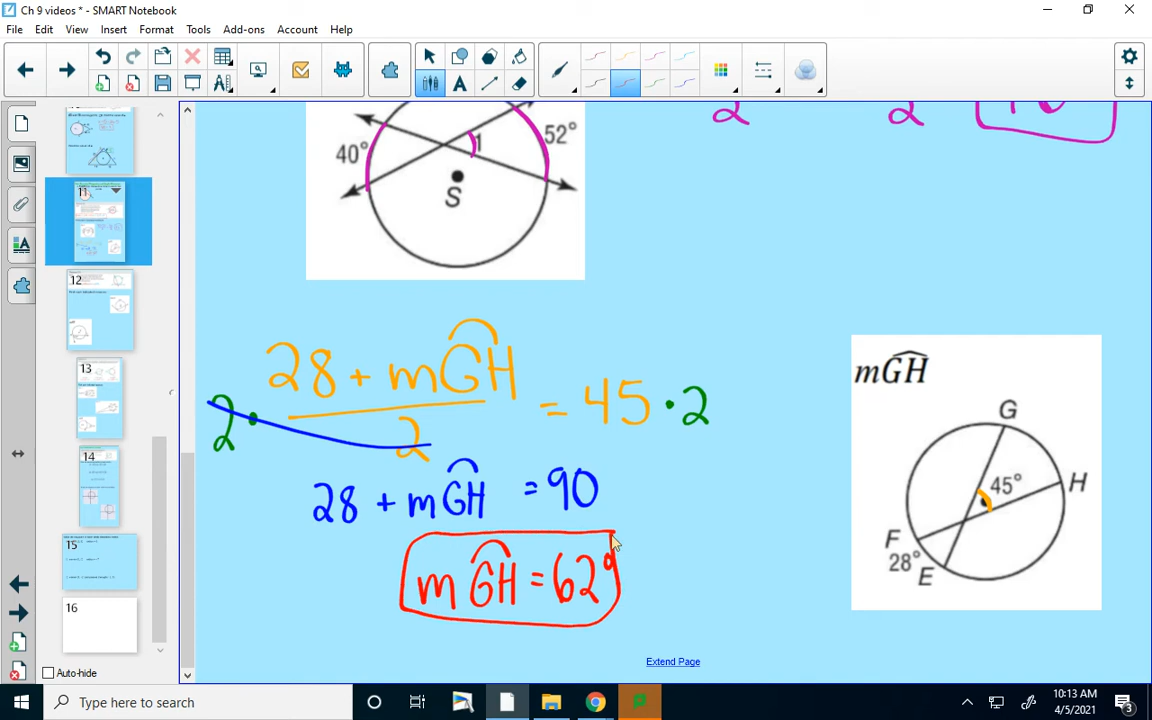 Ch 9 videos * - SMART Notebook
File Edit View Insert Format Tools Add-ons Account Help
2 2
40° 1 52°
S
28 + mGH
2 · 2 = 45 · 2
28 + mGH = 90
mGH = 62°
mGH
G
45° H
F
28° E
11
12
13
14
15
16
Extend Page
Auto-hide
Type here to search
10:13 AM
4/5/2021
3